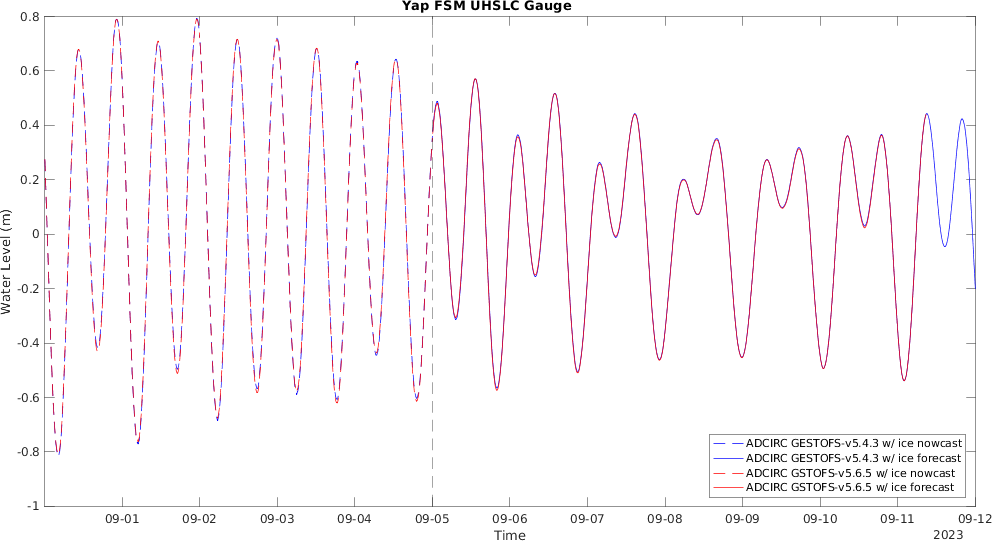 Yap FSM UHSLC Gauge
0.8
0.6
0.4
0.2
0
-0.2
-0.4
-0.6
-0.8
-1
Water Level (m)
ADCIRC GESTOFS-v5.4.3 w/ ice nowcast
ADCIRC GESTOFS-v5.4.3 w/ ice forecast
ADCIRC GSTOFS-v5.6.5 w/ ice nowcast
ADCIRC GSTOFS-v5.6.5 w/ ice forecast
09-01 09-02 09-03 09-04 09-05 09-06 09-07 09-08 09-09 09-10 09-11 09-12
Time
2023